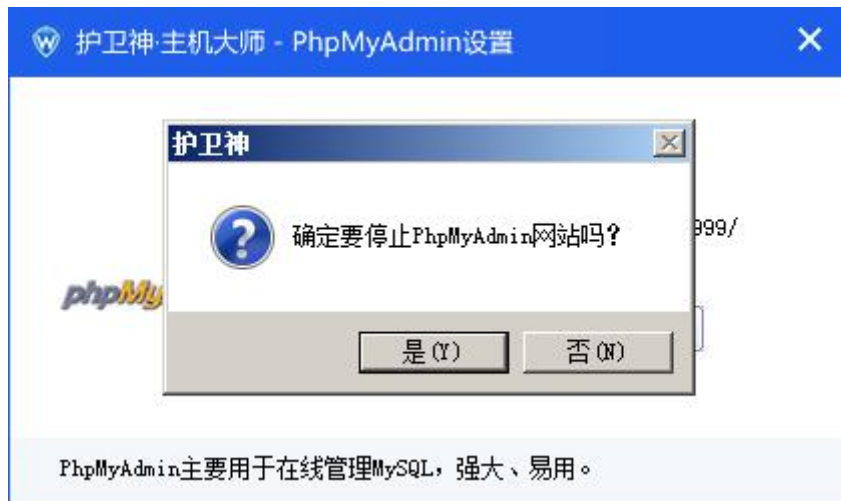 护卫神·主机大师 - PhpMyAdmin设置
护卫神
确定要停止PhpMyAdmin网站吗?
999/
phpMy
是(Y)
否(N)
PhpMyAdmin主要用于在线管理MySQL，强大、易用。